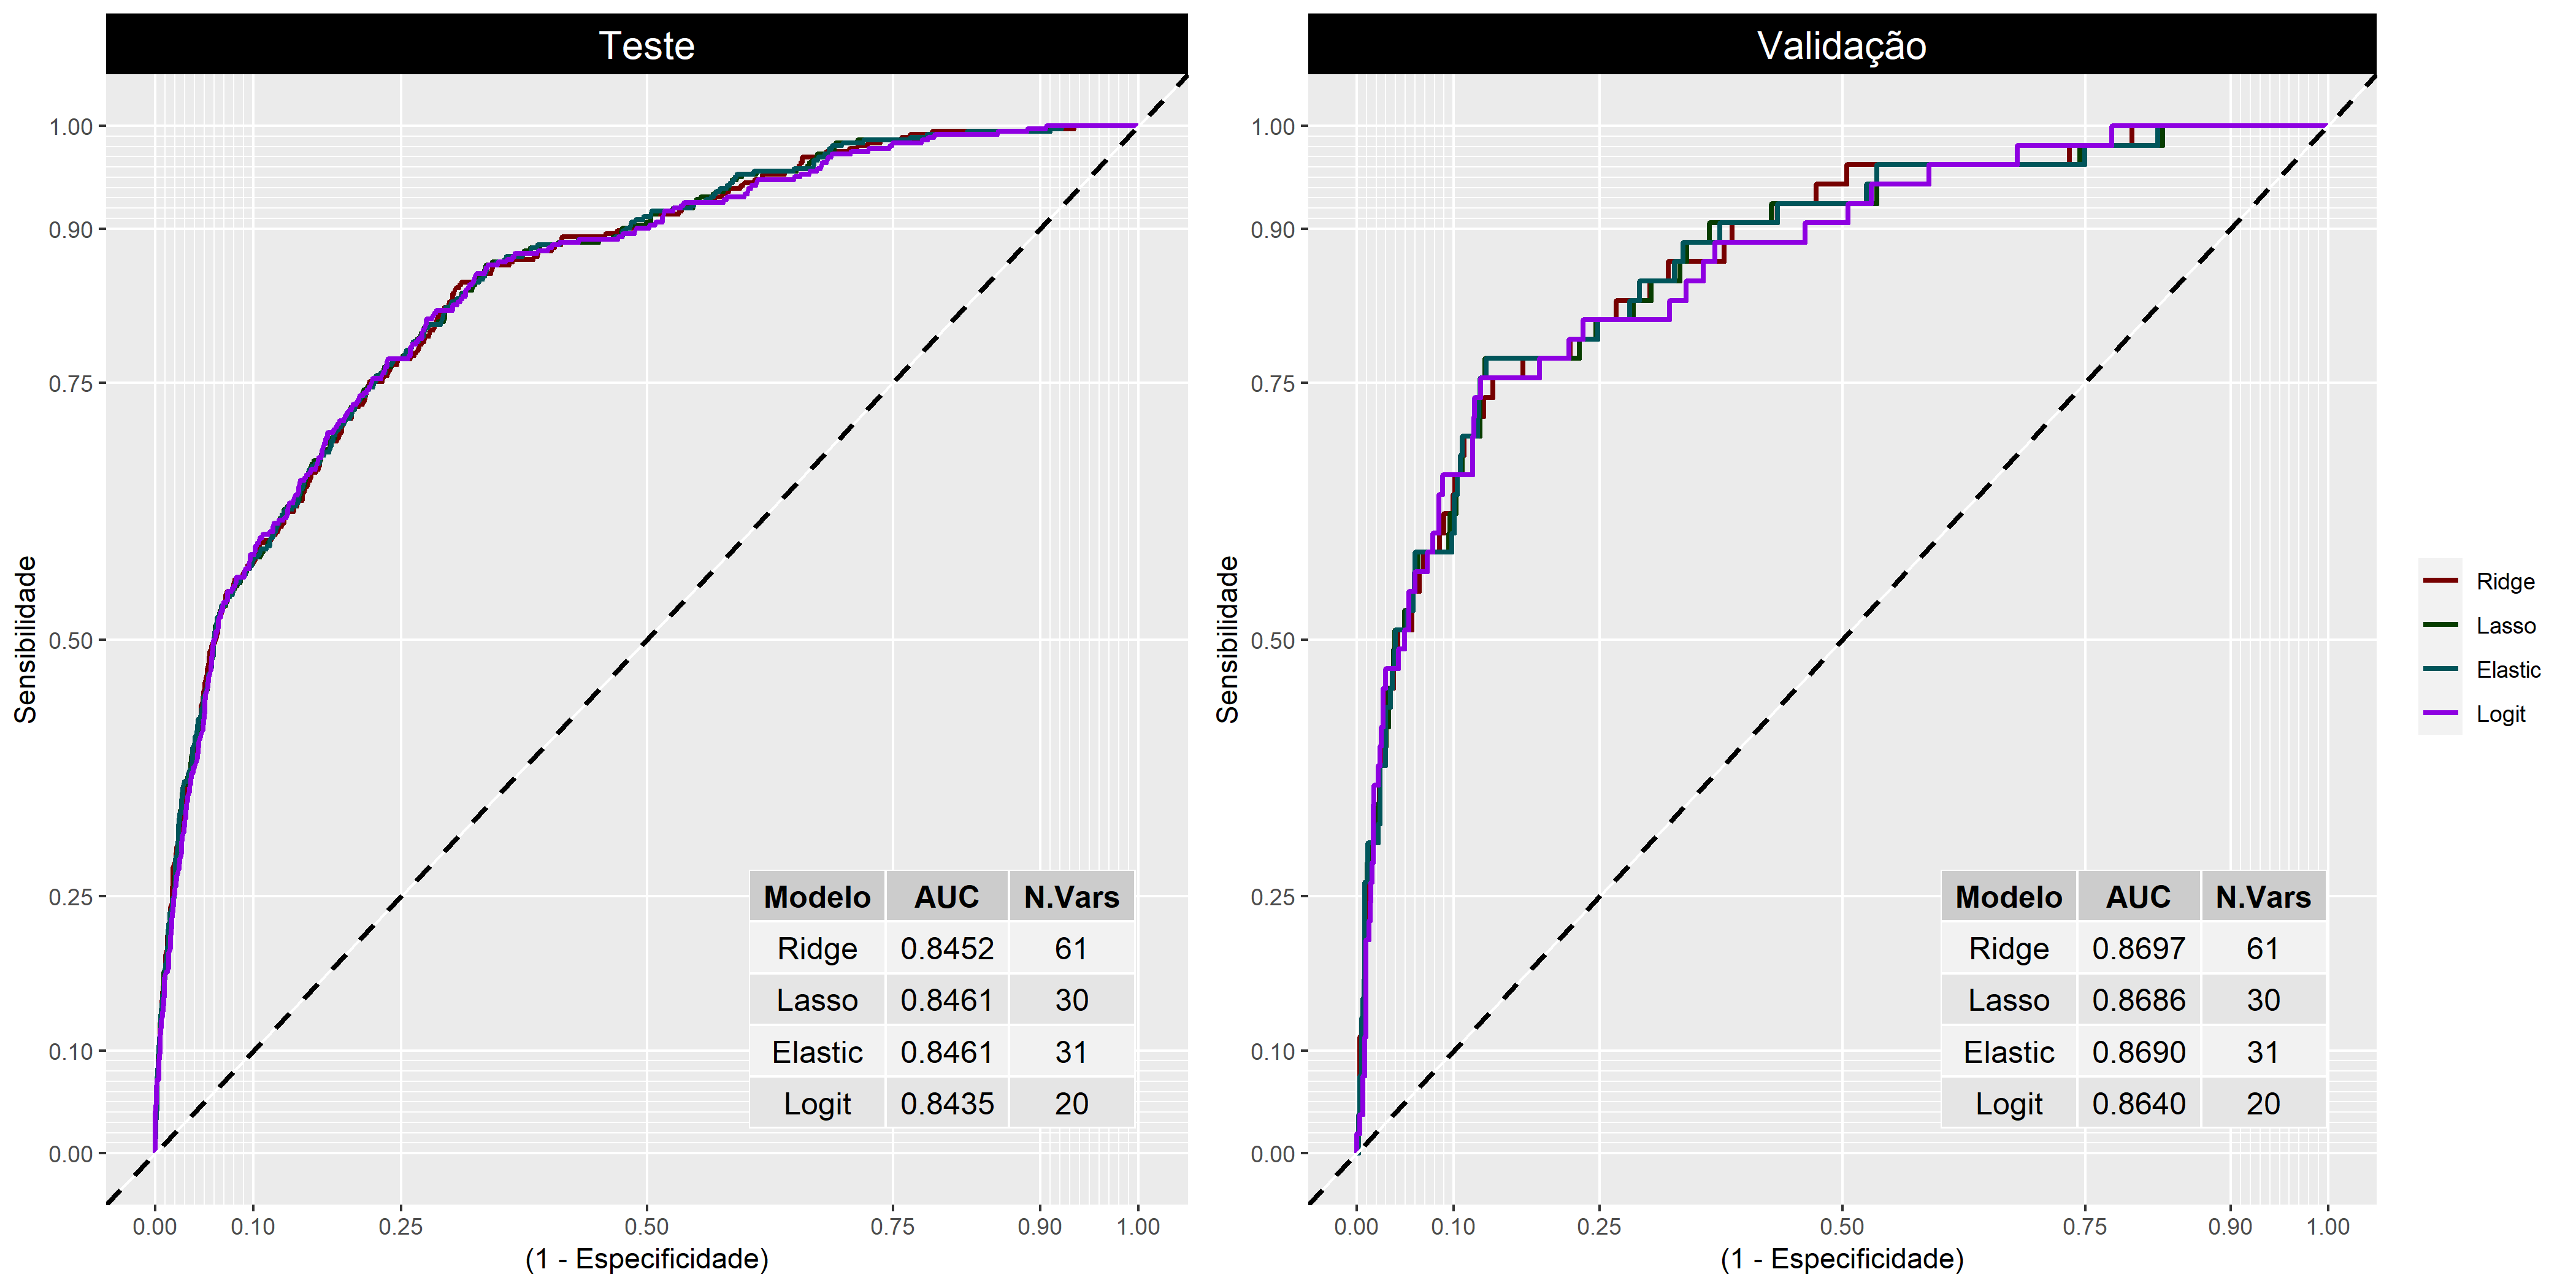 Teste
Sensibilidade
1.00
0.90
0.75
0.50
0.25
0.10
0.00
Modelo AUC N.Vars
Ridge 0.8452 61
Lasso 0.8461 30
Elastic 0.8461 31
Logit 0.8435 20
0.00 0.10 0.25 0.50 0.75 0.90 1.00
(1 - Especificidade)
Validação
Sensibilidade
1.00
0.90
0.75
0.50
0.25
0.10
0.00
Modelo AUC N.Vars
Ridge 0.8697 61
Lasso 0.8686 30
Elastic 0.8690 31
Logit 0.8640 20
0.00 0.10 0.25 0.50 0.75 0.90 1.00
(1 - Especificidade)
Ridge
Lasso
Elastic
Logit